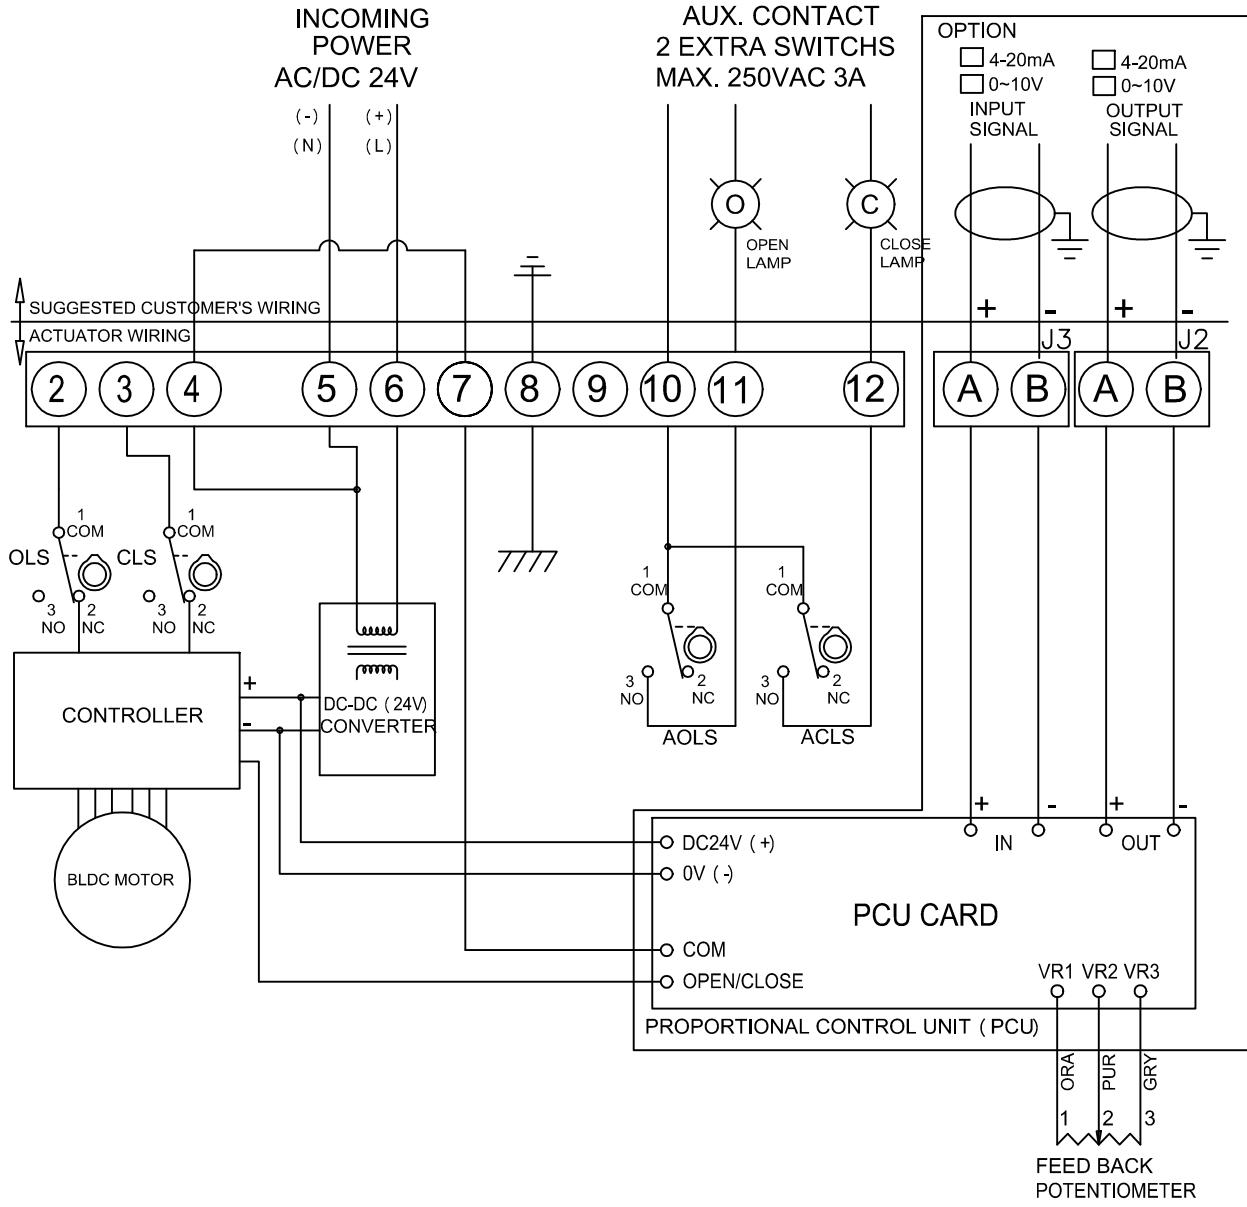 INCOMING
POWER
AC/DC 24V
(-)
(+)
(N)
(L)
AUX. CONTACT
2 EXTRA SWITCHS
MAX. 250VAC 3A
OPTION
4-20mA
0~10V
INPUT
SIGNAL
4-20mA
0~10V
OUTPUT
SIGNAL
O
OPEN
LAMP
C
CLOSE
LAMP
+
-
+
-
J3
J2
SUGGESTED CUSTOMER'S WIRING
ACTUATOR WIRING
2
3
4
5
6
7
8
9
10
11
12
A
B
A
B
1
COM
OLS
3
NO
2
NC
1
COM
CLS
3
NO
2
NC
1
COM
3
NO
2
NC
AOLS
1
COM
3
NO
2
NC
ACLS
CONTROLLER
+
-
DC-DC (24V)
CONVERTER
BLDC MOTOR
+
-
+
-
IN
OUT
DC24V (+)
0V (-)
PCU CARD
COM
OPEN/CLOSE
VR1
VR2
VR3
PROPORTIONAL CONTROL UNIT (PCU)
ORA
PUR
GRY
1
2
3
FEED BACK
POTENTIOMETER